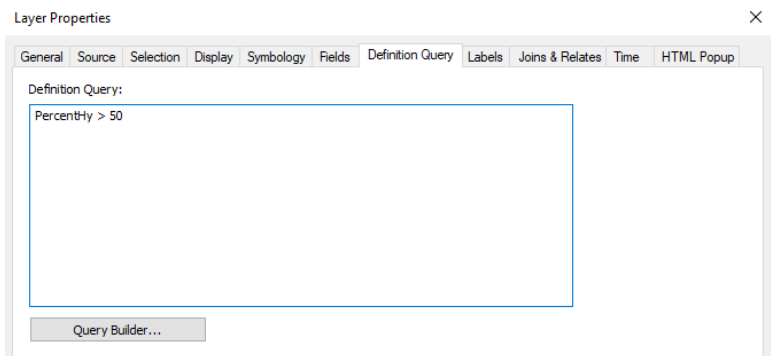 Layer Properties
General Source Selection Display Symbology Fields Definition Query Labels Joins & Relates Time HTML Popup
Definition Query:
PercentHy > 50
Query Builder...